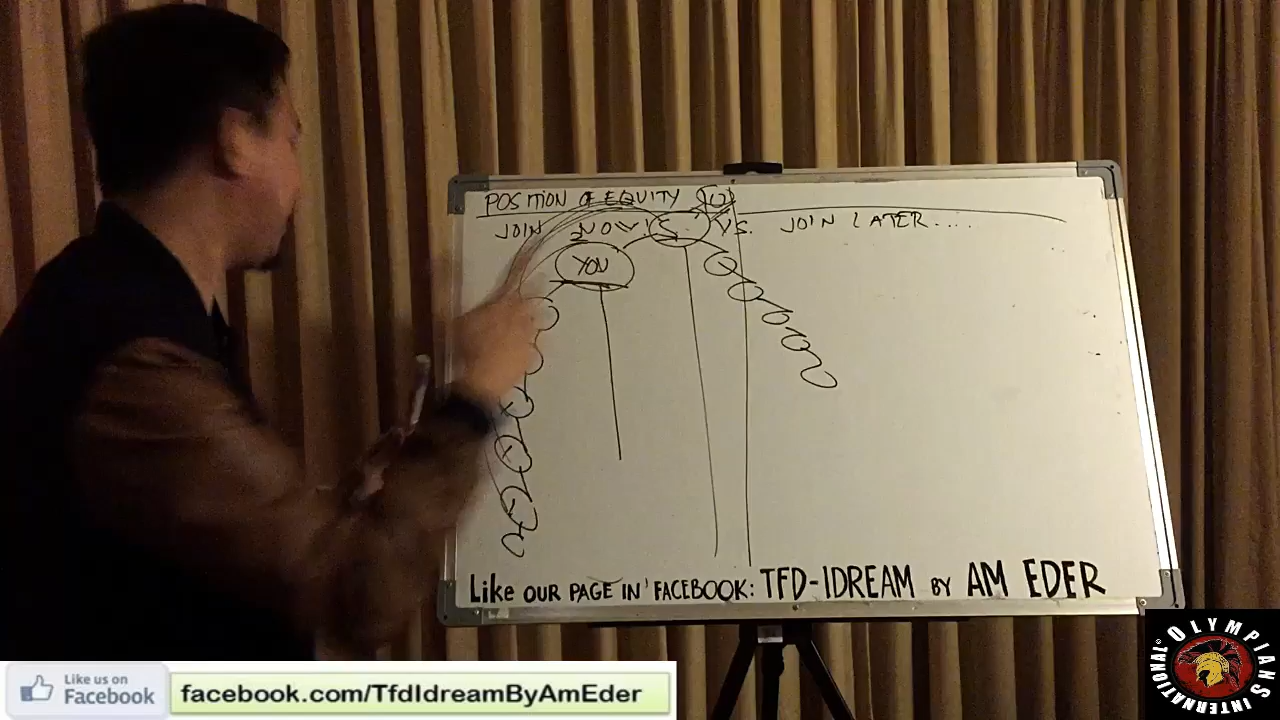 POSITION OF EQUITY
JOIN NOW! VS. JOIN LATER....
S
YOU
Like OUR PAGE IN FACEBOOK: TFD-IDREAM BY AM EDER
Like us on
Facebook
facebook.com/TfdIdreamByAmEder
OLYMPIANS INTERNATIONAL